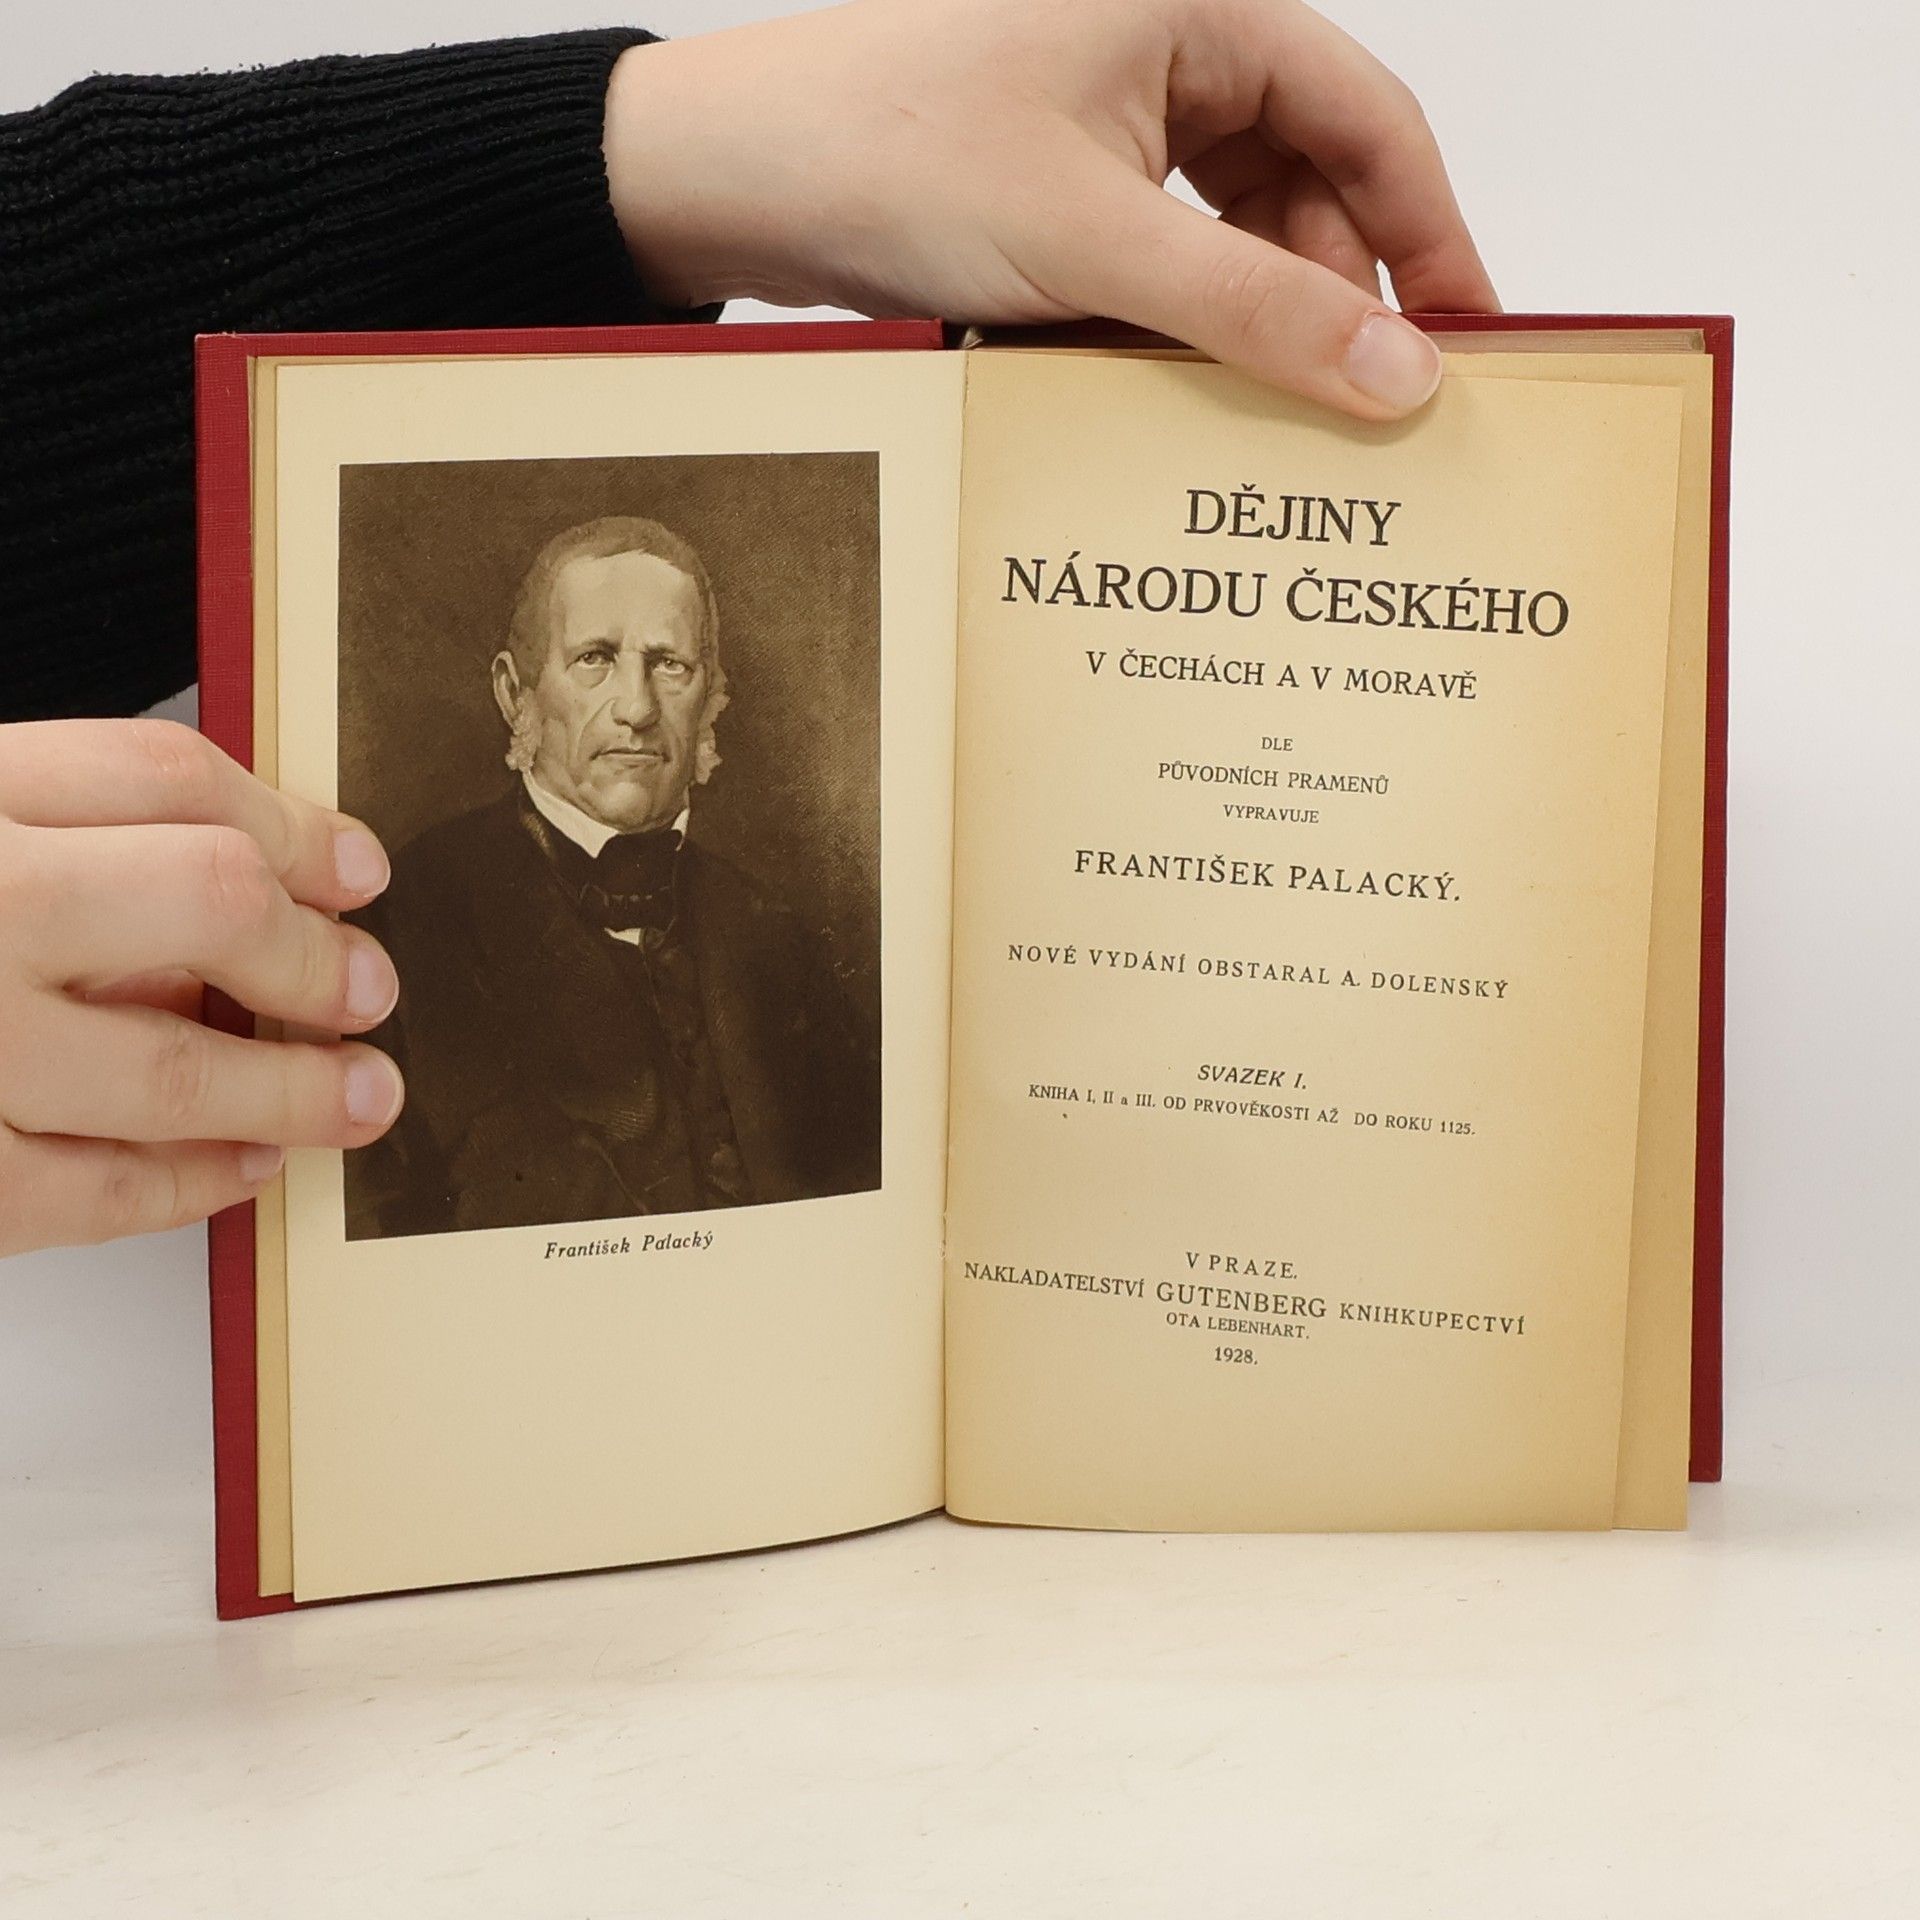 František Palacký
DĚJINY
NÁRODU ČESKÉHO
V ČECHÁCH A V MORAVĚ
DLE
PŮVODNÍCH PRAMENŮ
VYPRAVUJE
FRANTIŠEK PALACKÝ.
NOVÉ VYDÁNÍ OBSTARAL A. DOLENSKÝ
SVAZEK I.
KNIHA I, II a III. OD PRVOVĚKOSTI AŽ DO ROKU 1125.
V PRAZE.
NAKLADATELSTVÍ GUTENBERG KNIHKUPECTVÍ
OTA LEBENHART.
1928.